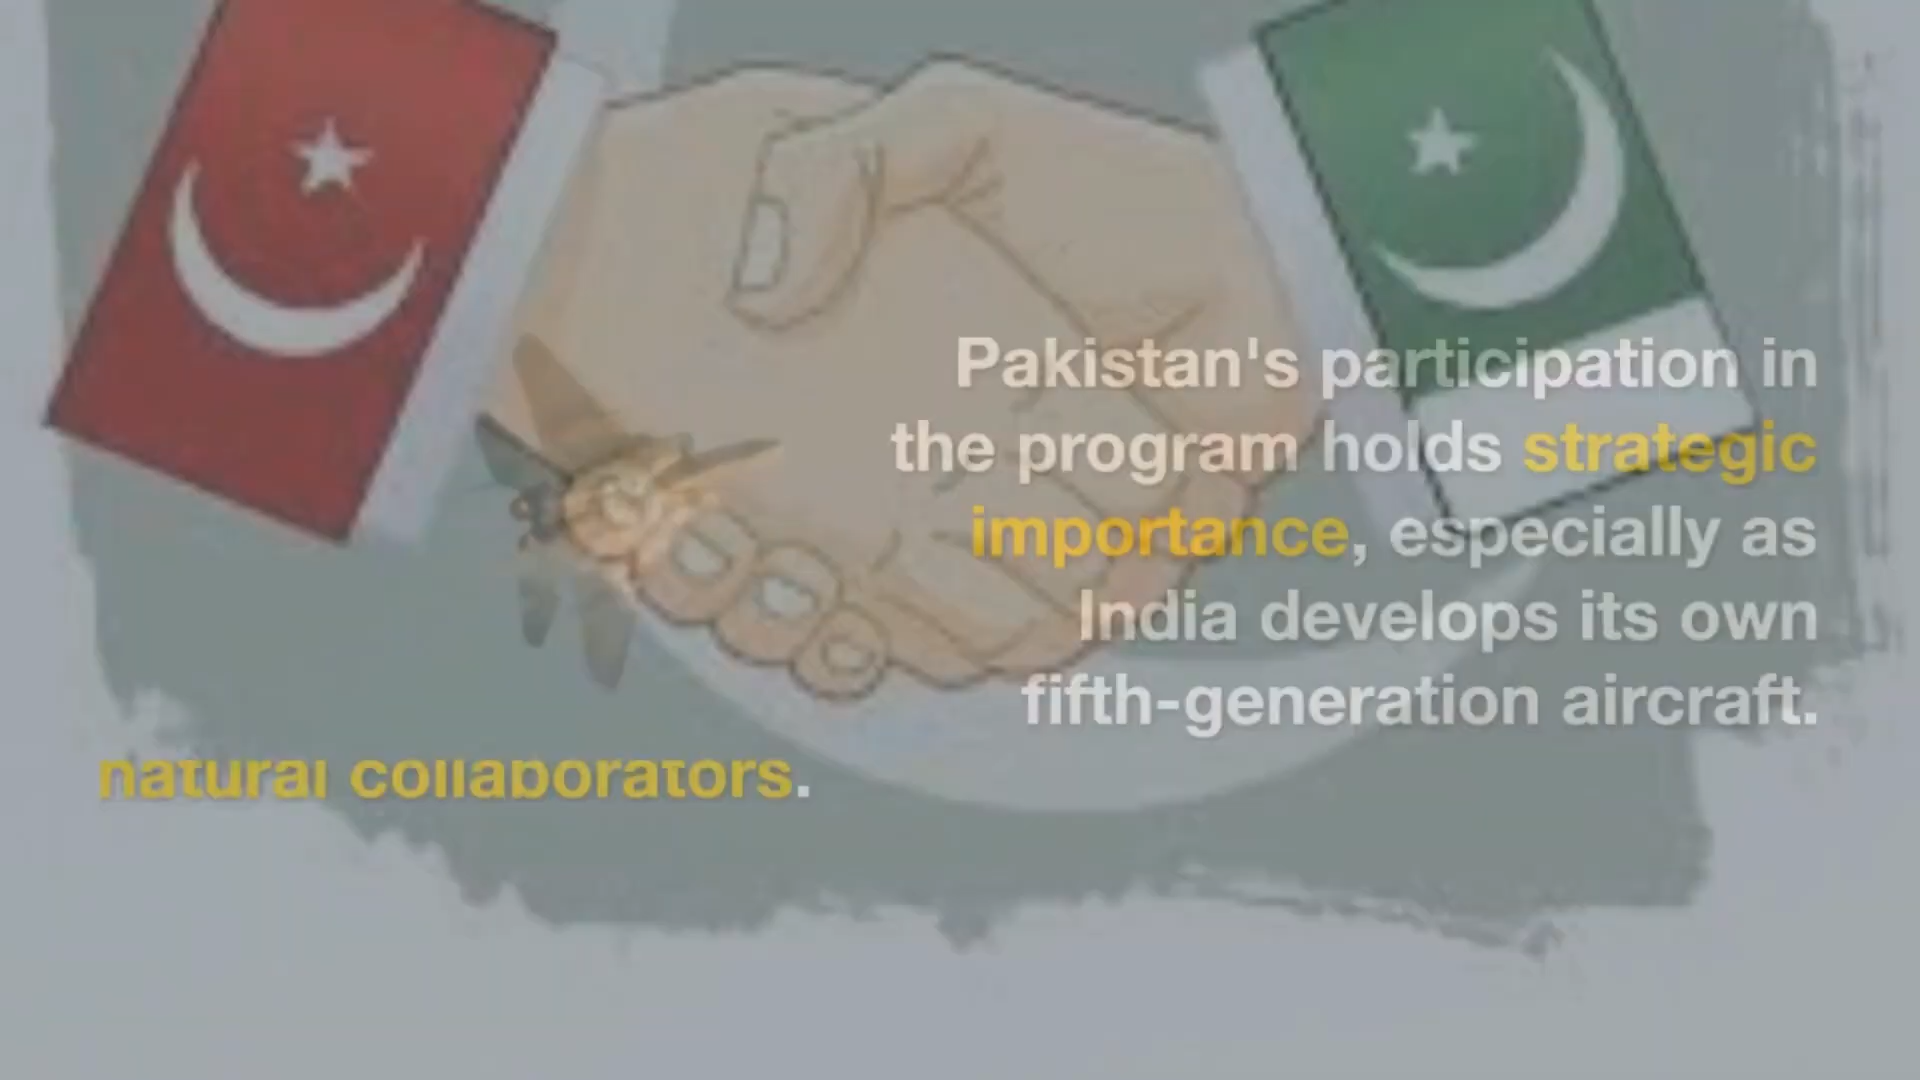 Pakistan's participation in
the program holds strategic
importance, especially as
India develops its own
fifth-generation aircraft.
natural collaborators.